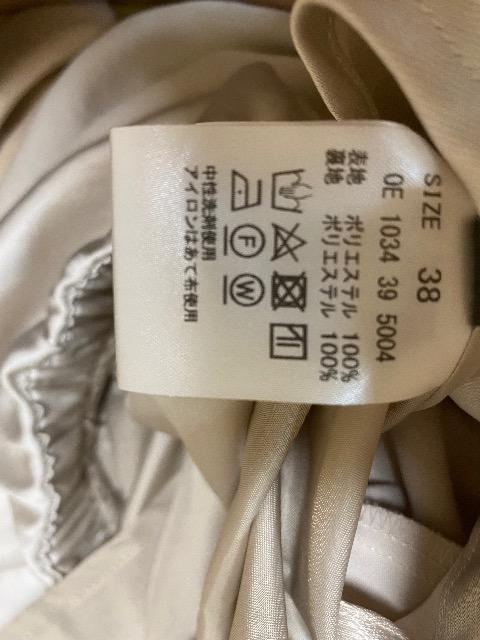 SIZE 38
OE 1034 39 5004
表地 ポリエステル 100%
裏地 ポリエステル 100%
F W
中性洗剤使用
アイロンはあて布使用